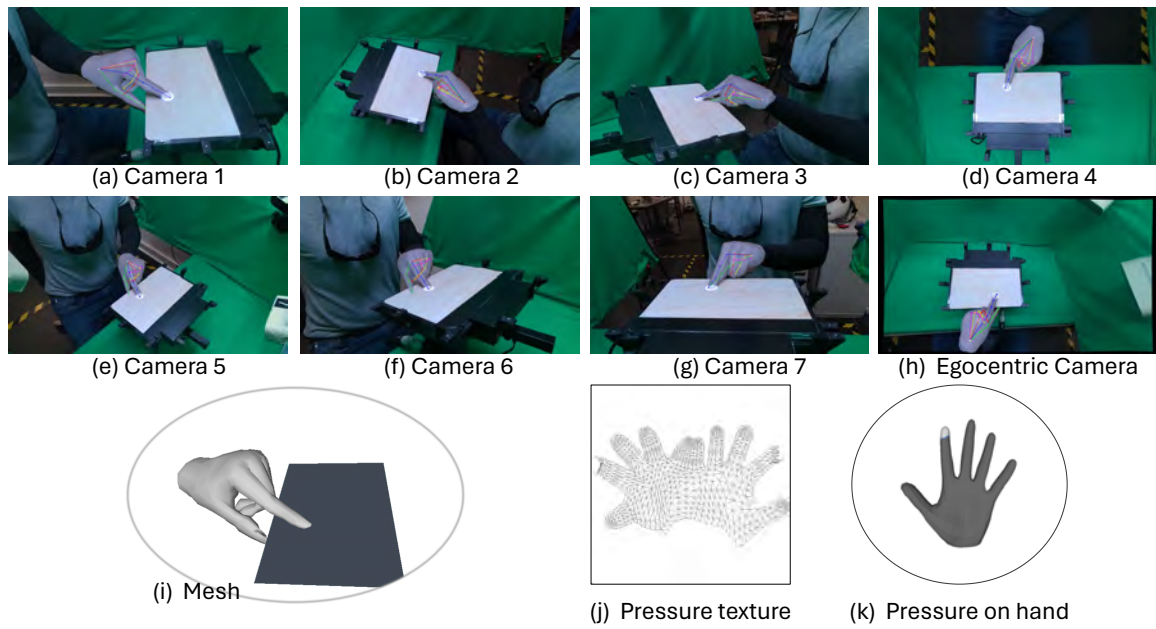 (a) Camera 1
(b) Camera 2
(c) Camera 3
(d) Camera 4
(e) Camera 5
(f) Camera 6
(g) Camera 7
(h) Egocentric Camera
(i) Mesh
(j) Pressure texture
(k) Pressure on hand